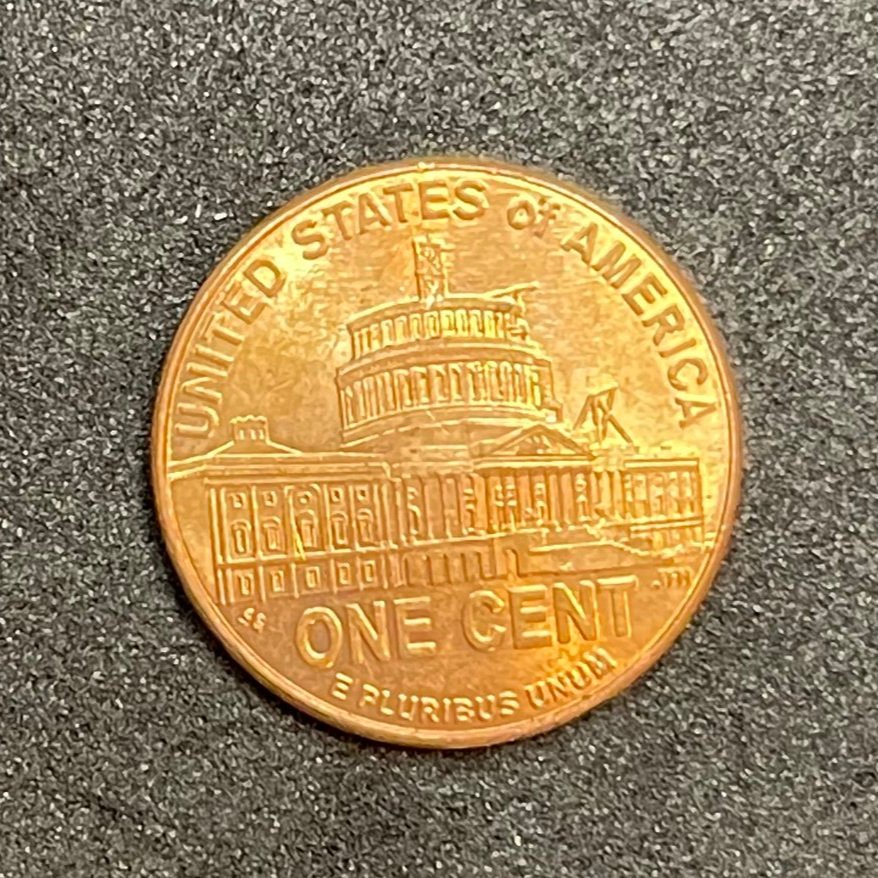 UNITED STATES of AMERICA
ONE CENT
E PLURIBUS UNUM